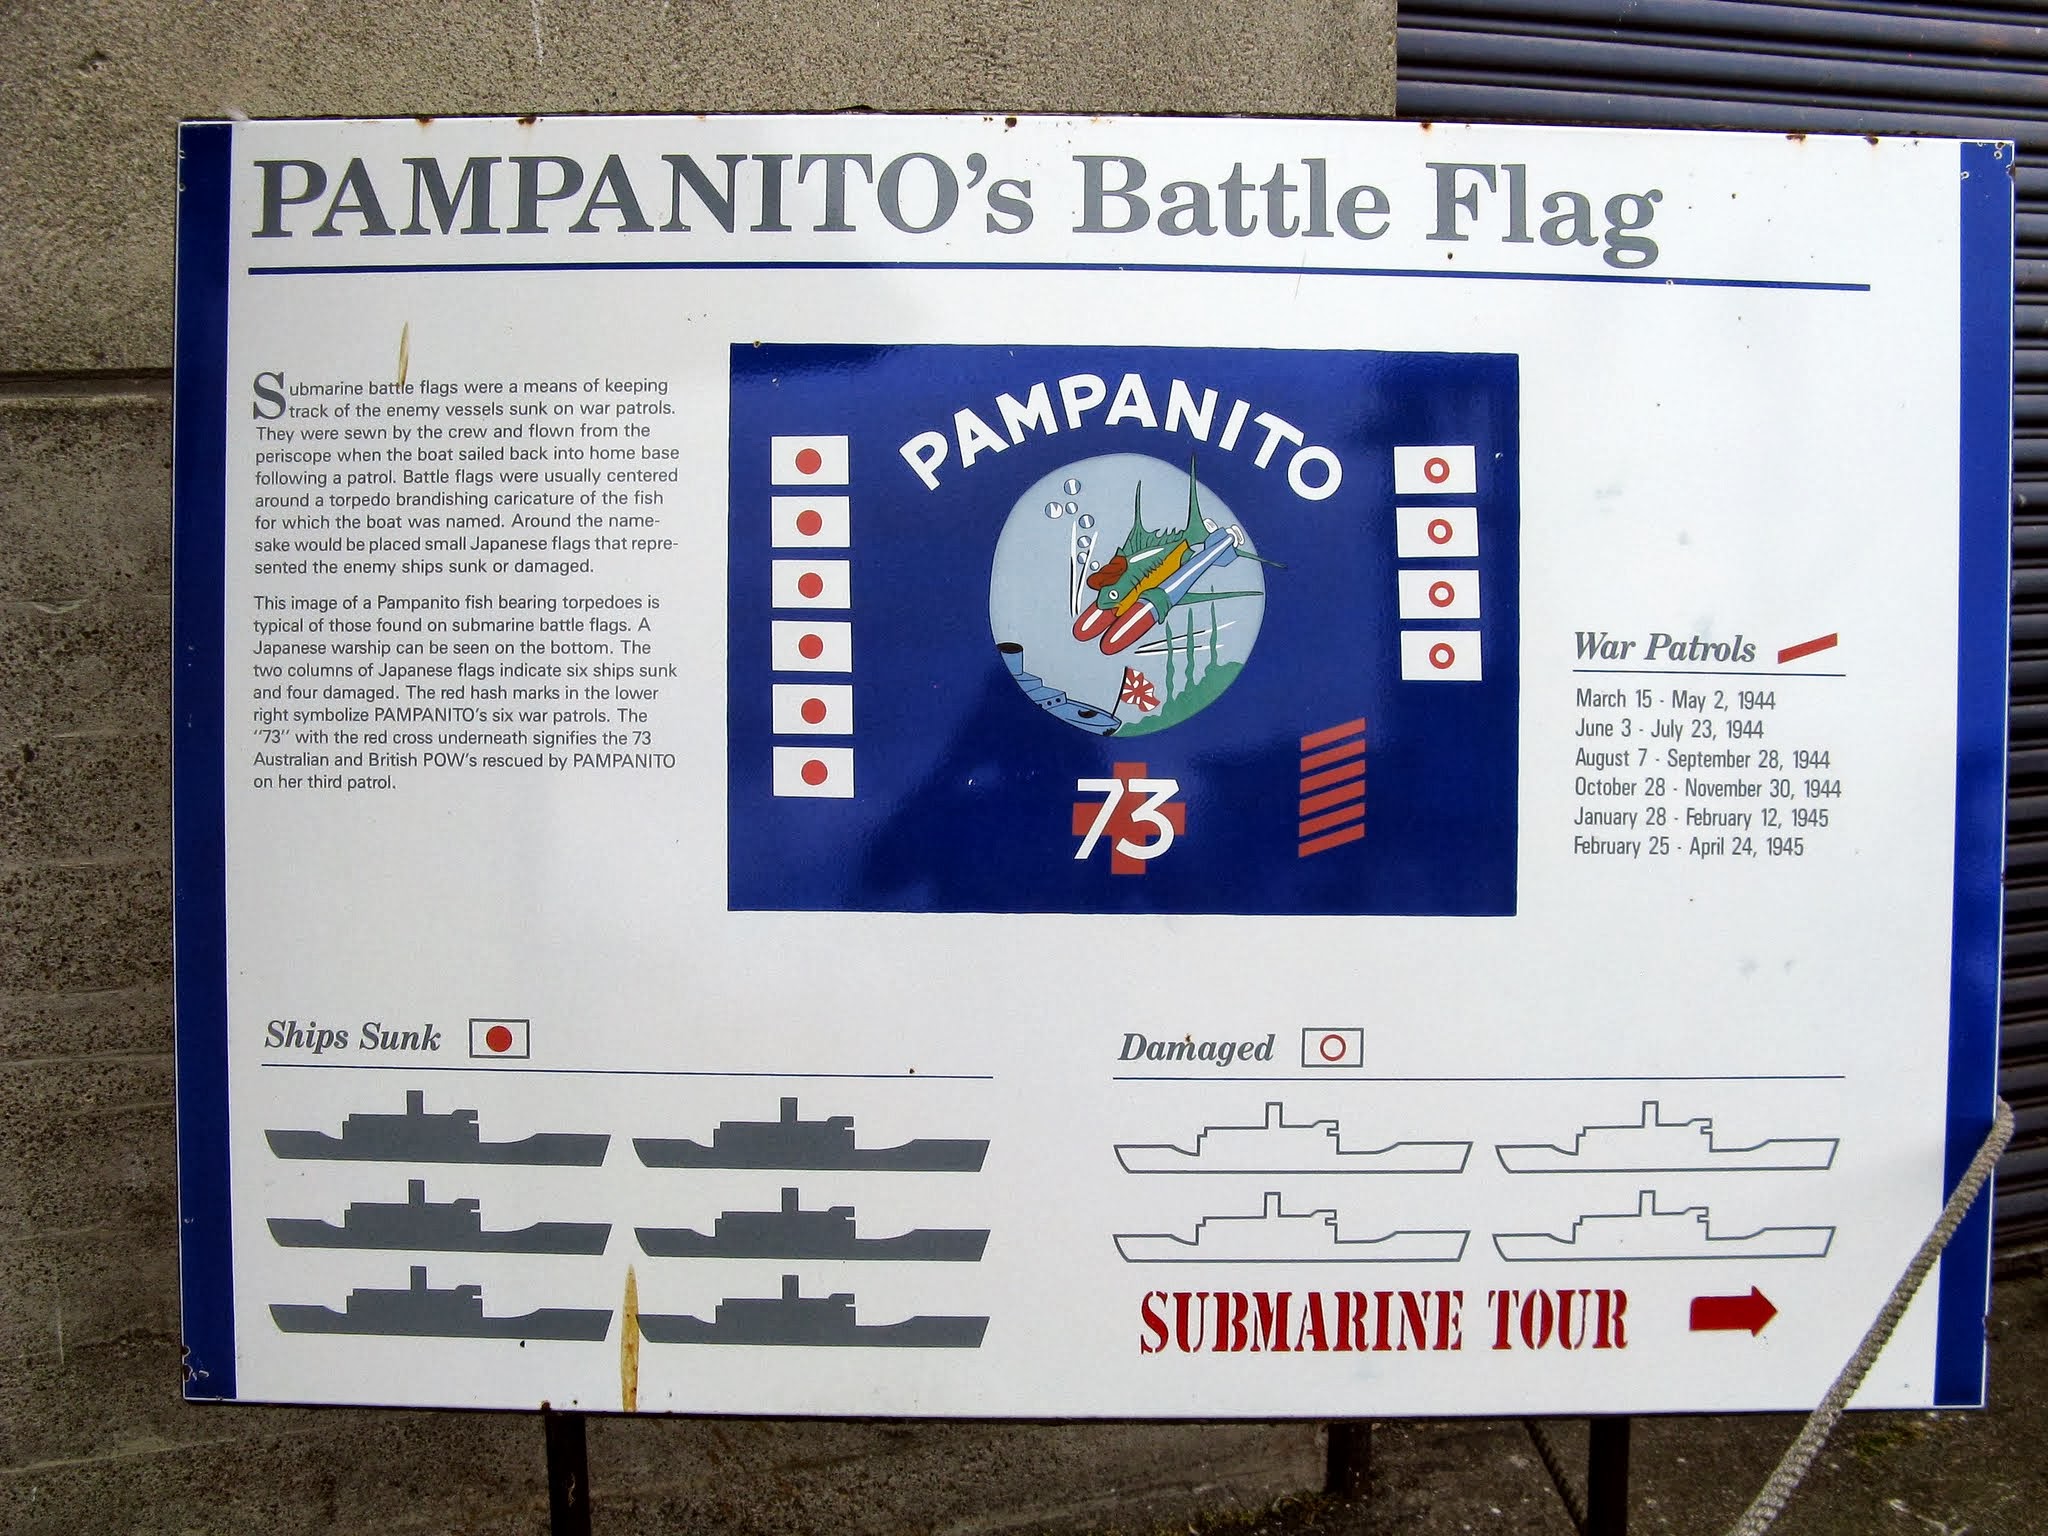 PAMPANITO's Battle Flag
Submarine battle flags were a means of keeping
track of the enemy vessels sunk on war patrols.
They were sewn by the crew and flown from the
periscope when the boat sailed back into home base
following a patrol. Battle flags were usually centered
around a torpedo brandishing caricature of the fish
for which the boat was named. Around the name-
sake would be placed small Japanese flags that repre-
sented the enemy ships sunk or damaged.
This image of a Pampanito fish bearing torpedoes is
typical of those found on submarine battle flags. A
Japanese warship can be seen on the bottom. The
two columns of Japanese flags indicate six ships sunk
and four damaged. The red hash marks in the lower
right symbolize PAMPANITO's six war patrols. The
"73" with the red cross underneath signifies the 73
Australian and British POW's rescued by PAMPANITO
on her third patrol.
PAMPANITO
73
War Patrols
March 15 - May 2, 1944
June 3 - July 23, 1944
August 7 - September 28, 1944
October 28 - November 30, 1944
January 28 - February 12, 1945
February 25 - April 24, 1945
Ships Sunk
Damaged
SUBMARINE TOUR